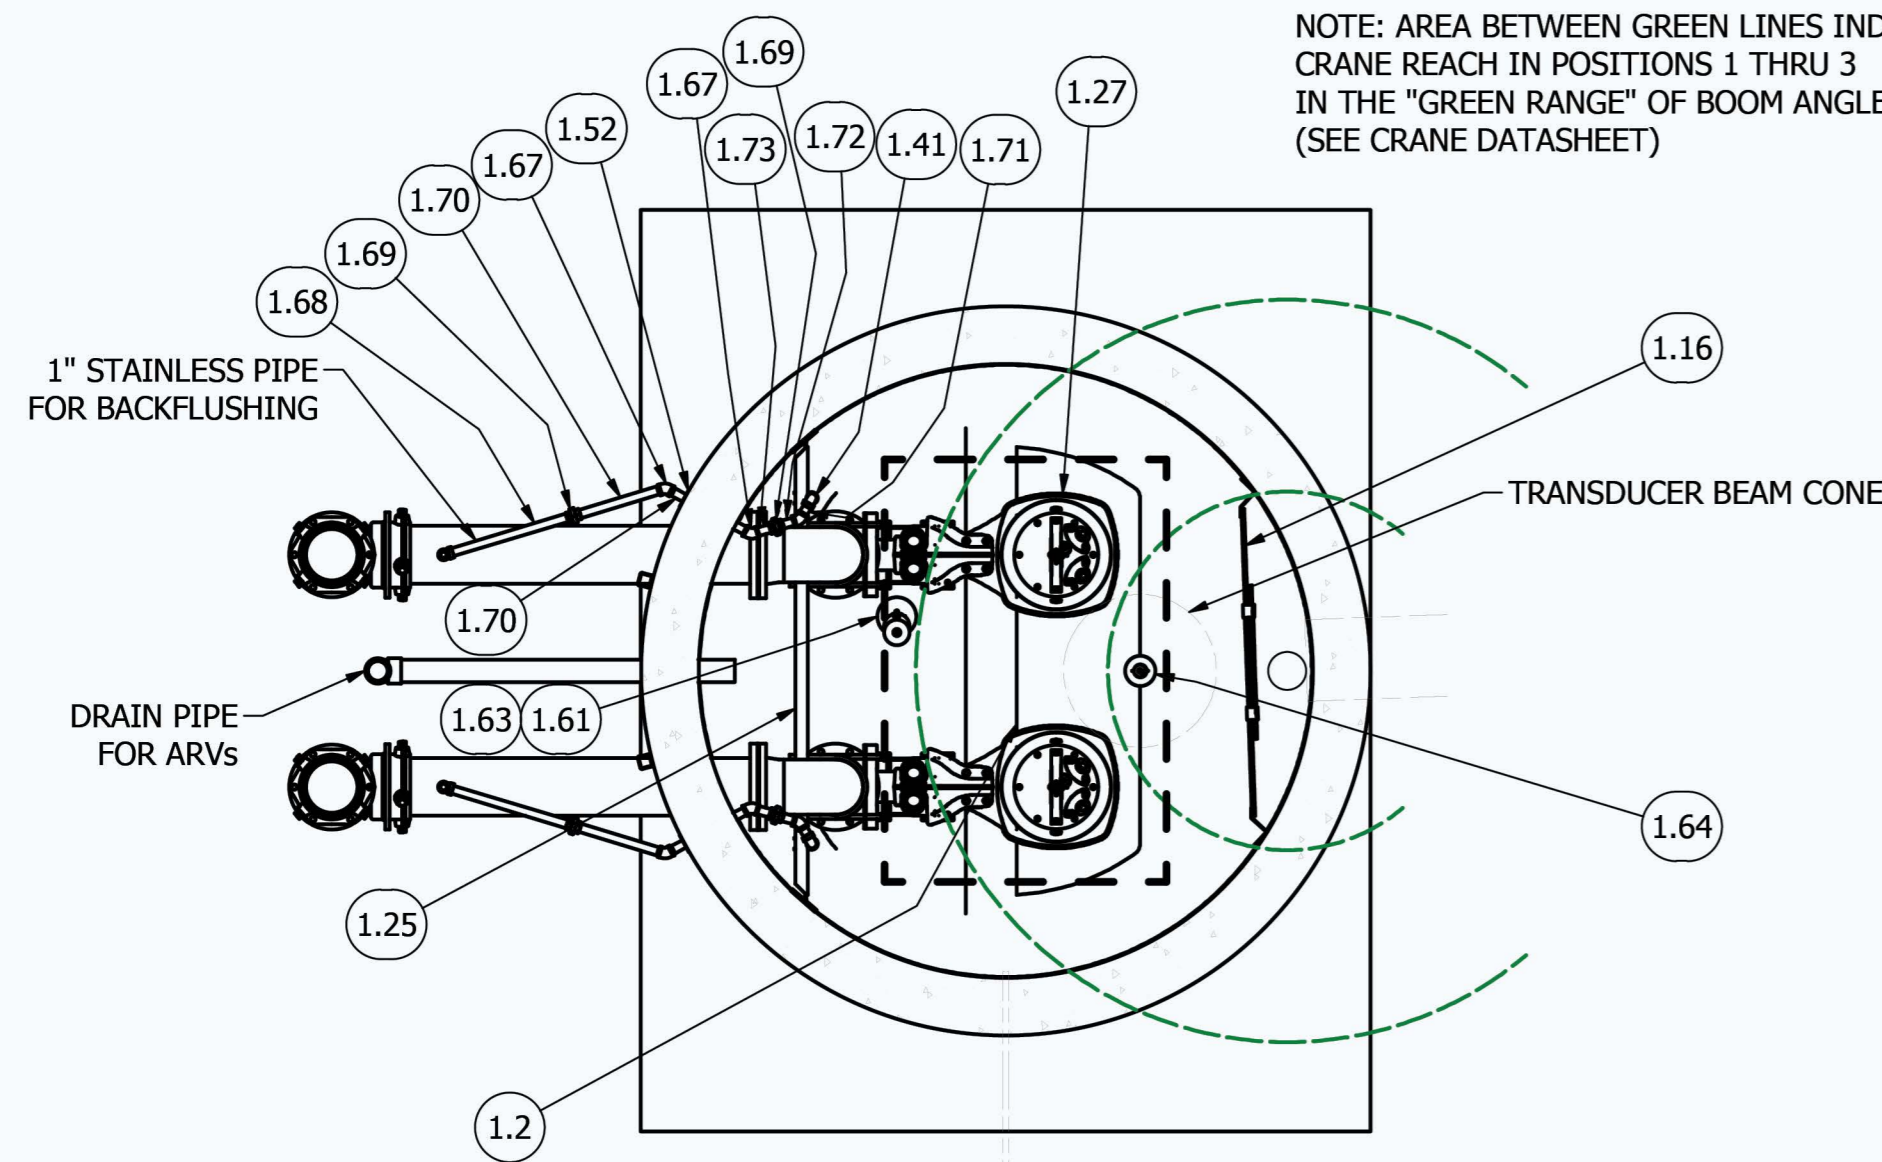 NOTE: AREA BETWEEN GREEN LINES IND
CRANE REACH IN POSITIONS 1 THRU 3
IN THE "GREEN RANGE" OF BOOM ANGLE
(SEE CRANE DATASHEET)
1.69
1.67
1.27
1.52
1.73
1.72
1.41
1.71
1.67
1.70
1.69
1.68
1" STAINLESS PIPE
FOR BACKFLUSHING
1.16
TRANSDUCER BEAM CONE
1.70
1.63
1.61
DRAIN PIPE
FOR ARVs
1.64
1.25
1.2